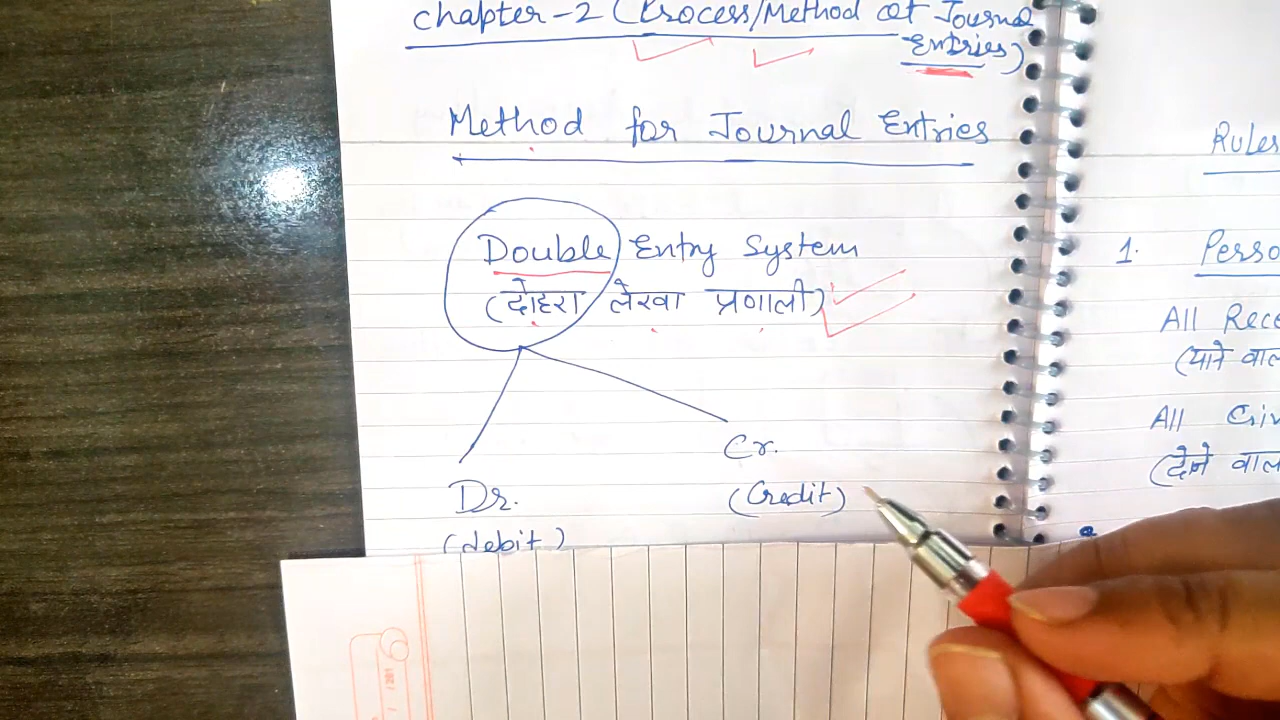 Chapter-2 (Process/Method of Journal
Entries)
Method for Journal Entries
Double Entry System
(दोहरा लेखा प्रणाली)
Cr.
Dr.
(Credit)
(debit)
Rules
1.
All
(पाने
All
(देने